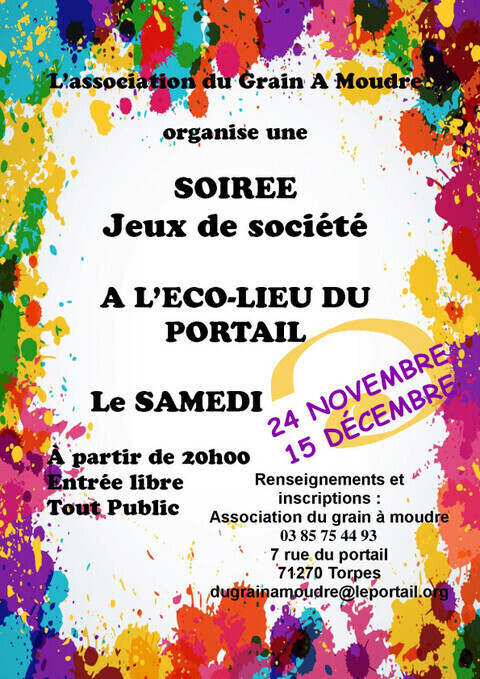 L'association du Grain A Moudre
organise une
SOIREE
Jeux de société
A L'ECO-LIEU DU
PORTAIL
Le SAMEDI
24 NOVEMBRE
15 DÉCEMBRE
À partir de 20h00
Entrée libre
Tout Public
Renseignements et
inscriptions :
Association du grain à moudre
03 85 75 44 93
7 rue du portail
71270 Torpes
dugrainamoudre@leportail.org